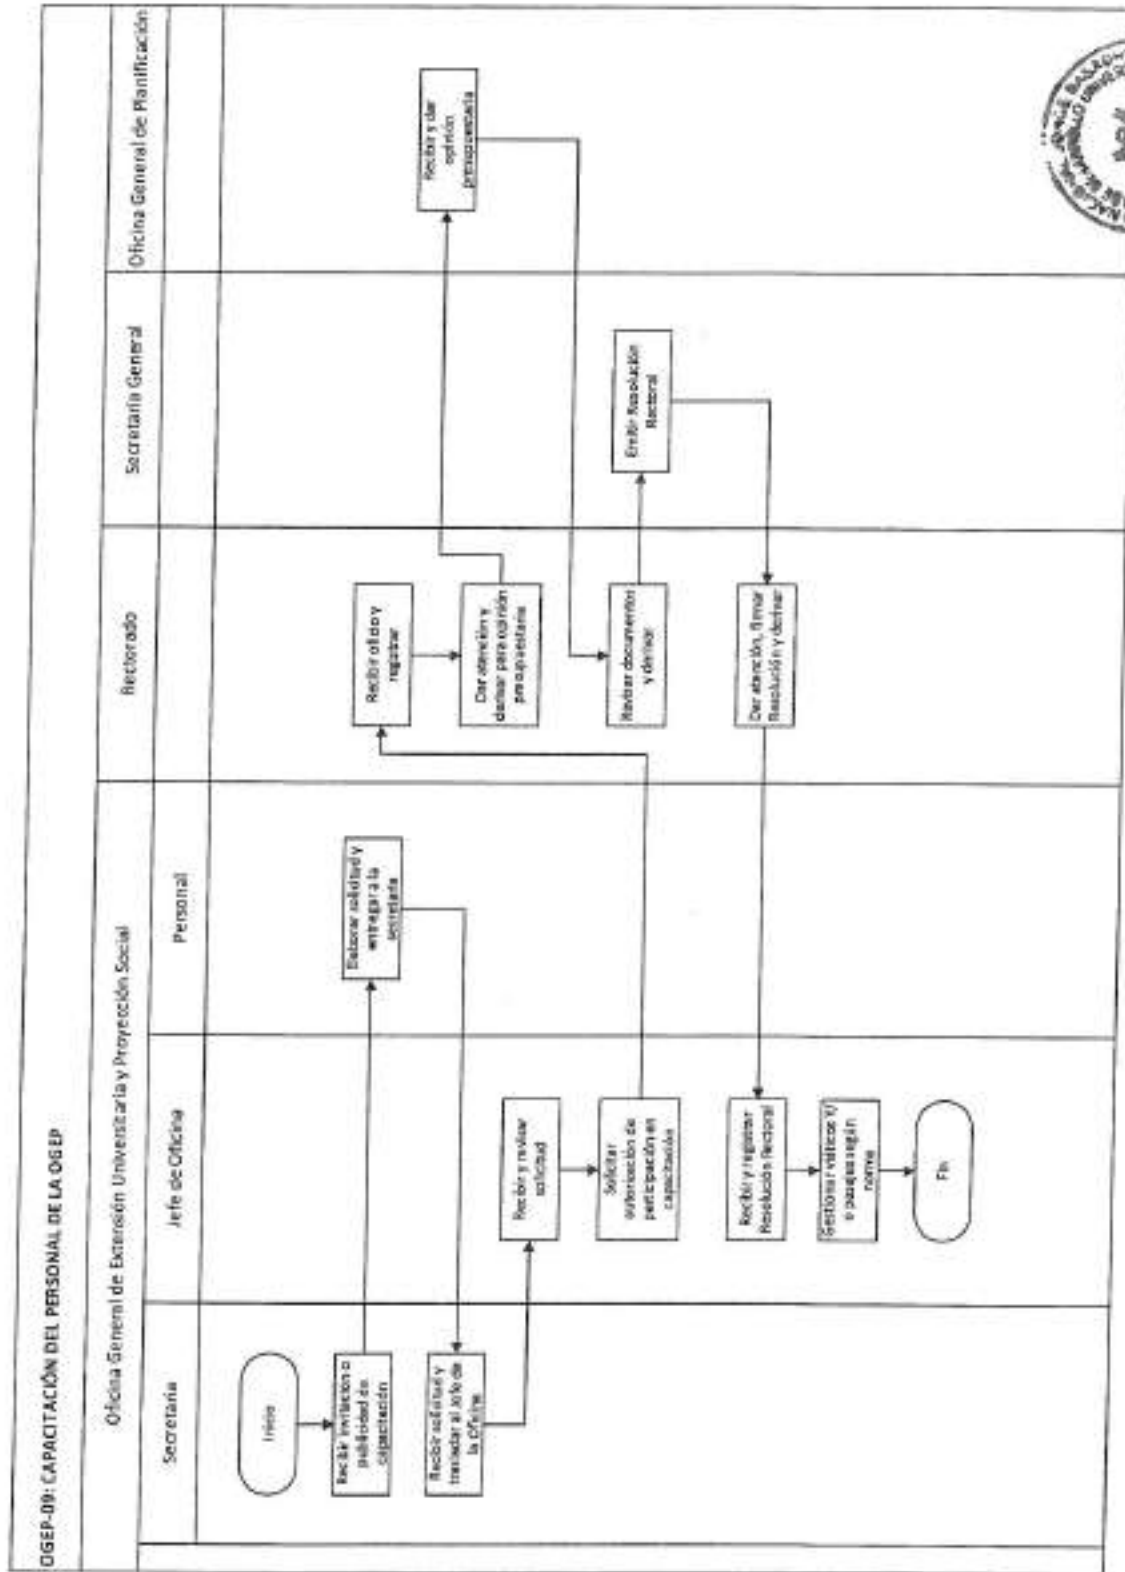 OGEP-09: CAPACITACIÓN DEL PERSONAL DE LA OGEP
Oficina General de Extensión Universitaria y Proyección Social
Rectorado
Secretaría General
Oficina General de Planificación
Secretaría
Jefe de Oficina
Personal
Inicio
Recibir invitación o
publicidad de
capacitación
Elaborar solicitud y
entregar a la
secretaria
Recibir solicitud y
trasladar al Jefe de
la Oficina
Recibir y revisar
solicitud
Solicitar
autorización de
participación en
capacitación
Recibir oficio y
registrar
Dar atención y
derivar para opinión
presupuestaria
Recibir y dar
opinión
presupuestaria
Revisar documentos
y derivar
Emitir Resolución
Rectoral
Dar atención, firmar
Resolución y derivar
Recibir y registrar
Resolución Rectoral
Gestionar viáticos y/
o pasajes según
norma
Fin